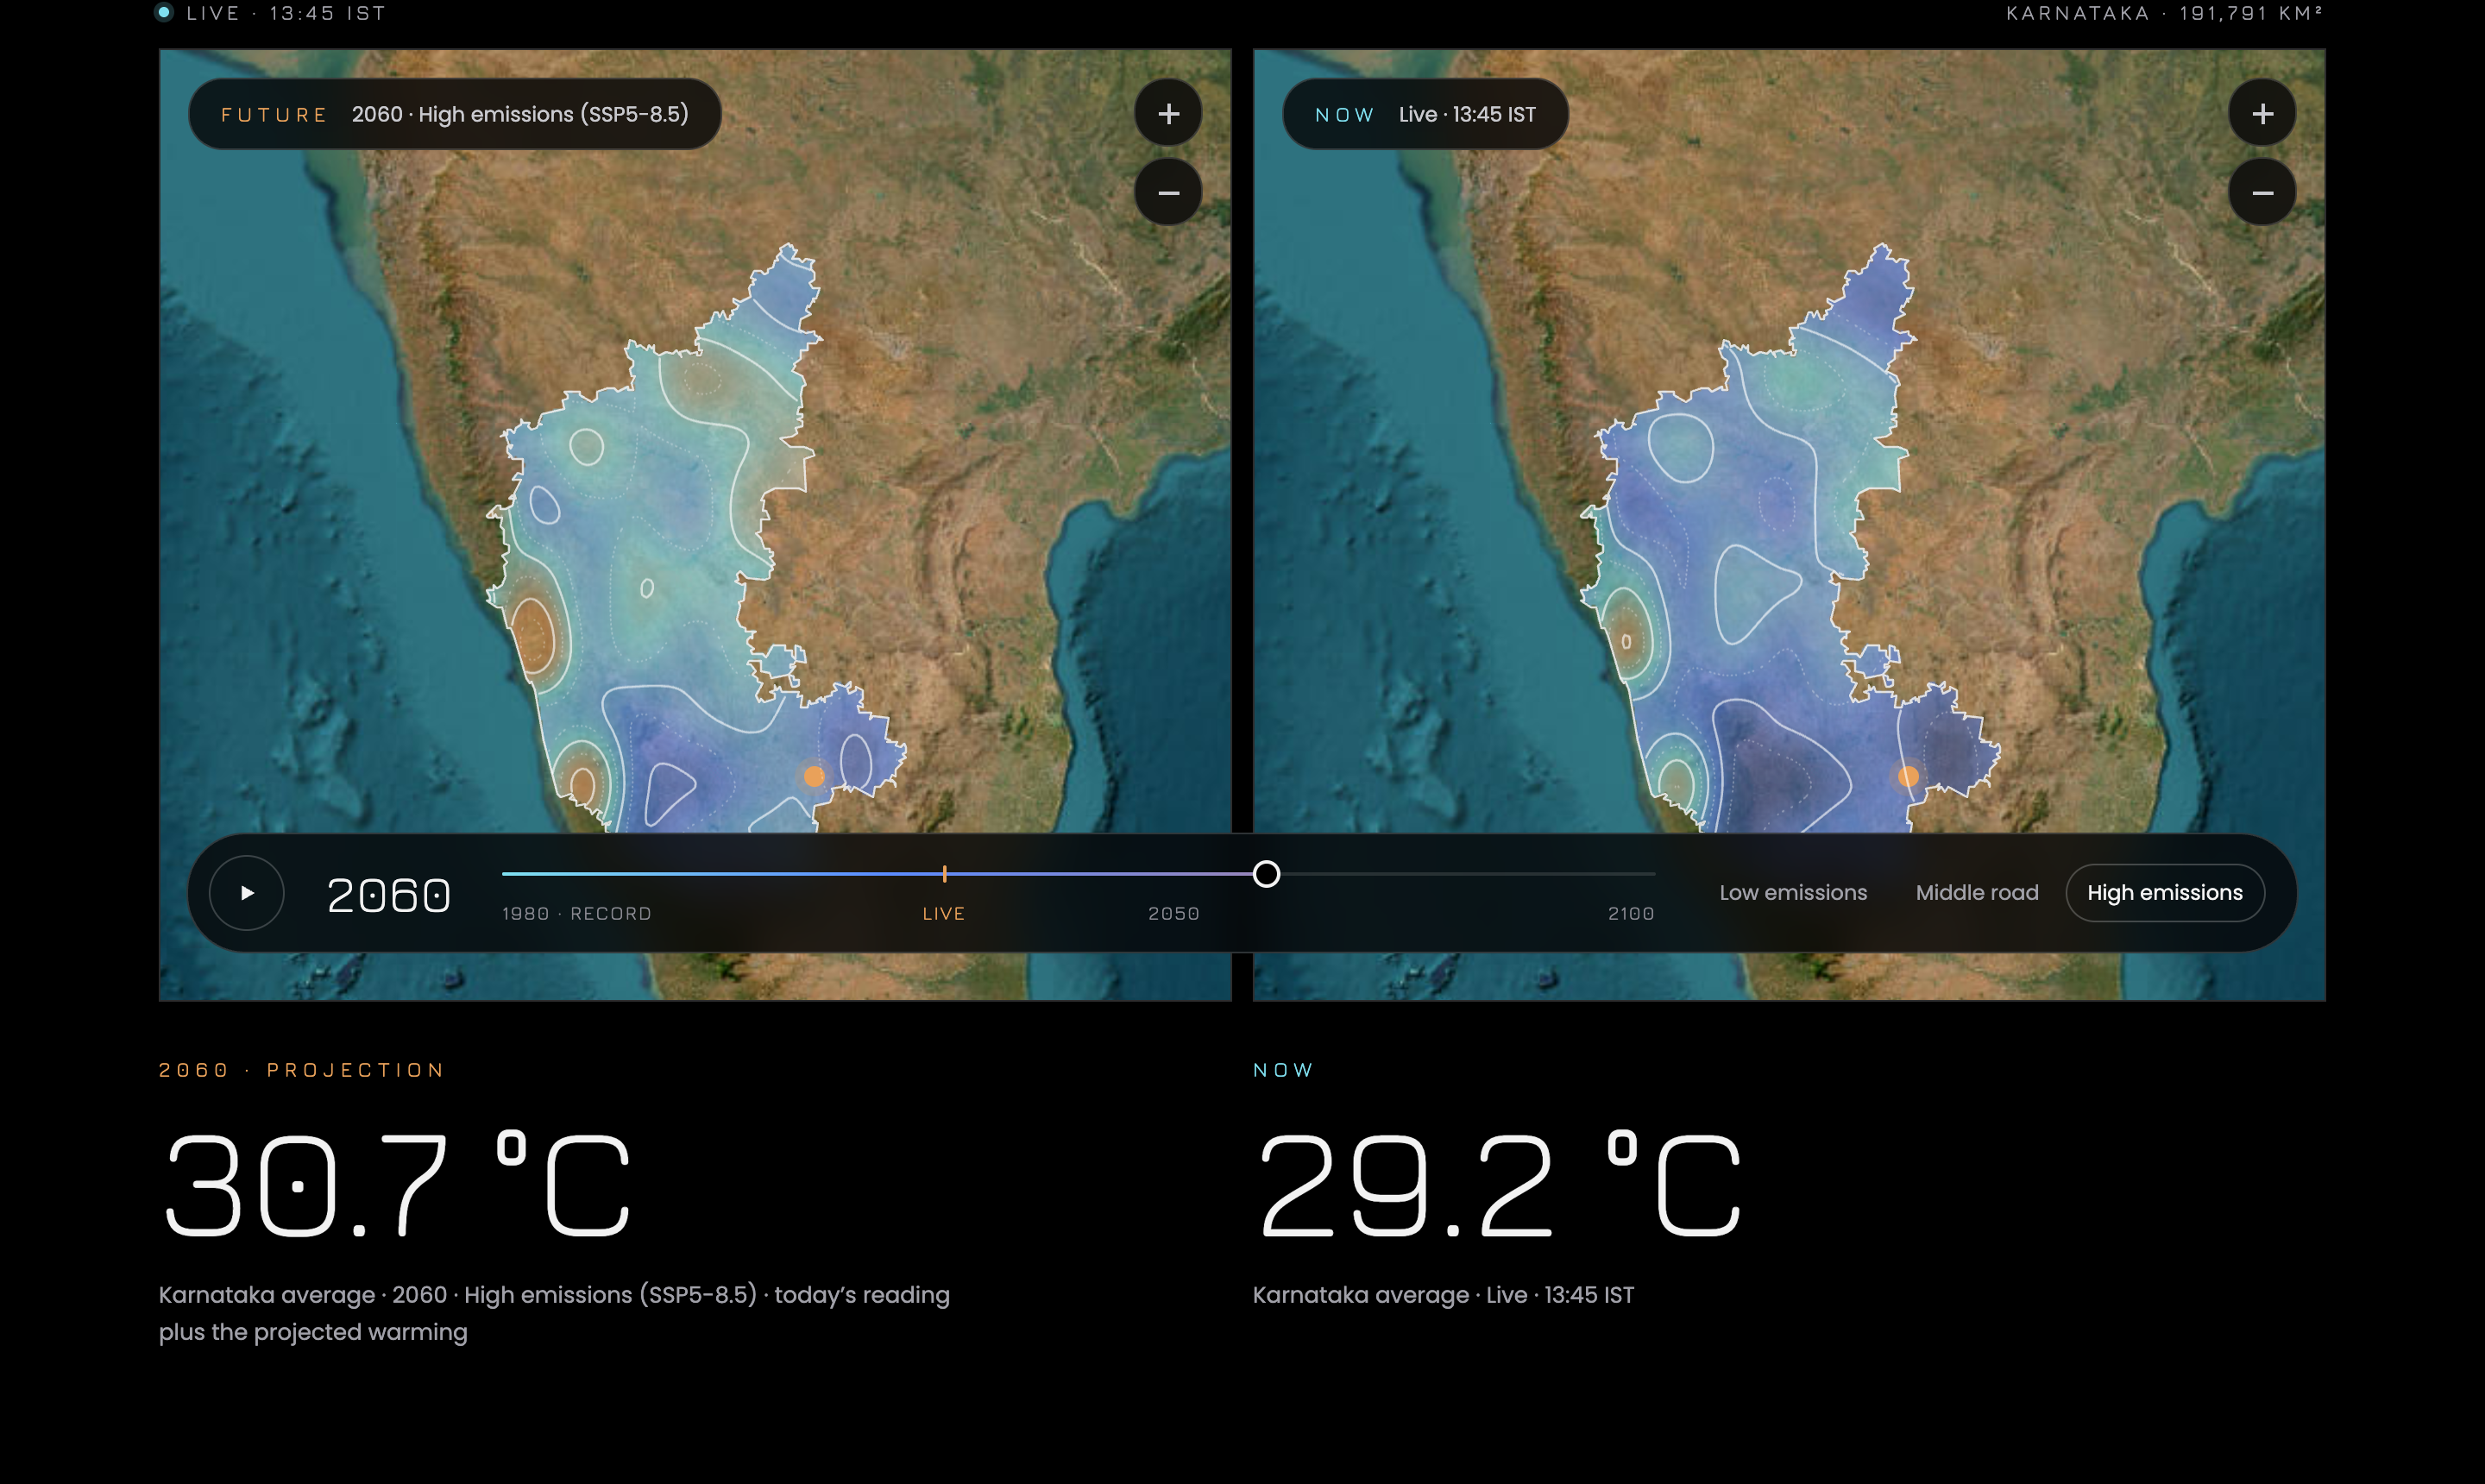 LIVE · 13:45 IST
KARNATAKA · 191,791 KM²
FUTURE 2060 · High emissions (SSP5-8.5)
+
−
NOW Live · 13:45 IST
+
−
2060
1980 · RECORD
LIVE
2050
2100
Low emissions
Middle road
High emissions
2060 · PROJECTION
30.7 °C
Karnataka average · 2060 · High emissions (SSP5-8.5) · today’s reading
plus the projected warming
NOW
29.2 °C
Karnataka average · Live · 13:45 IST